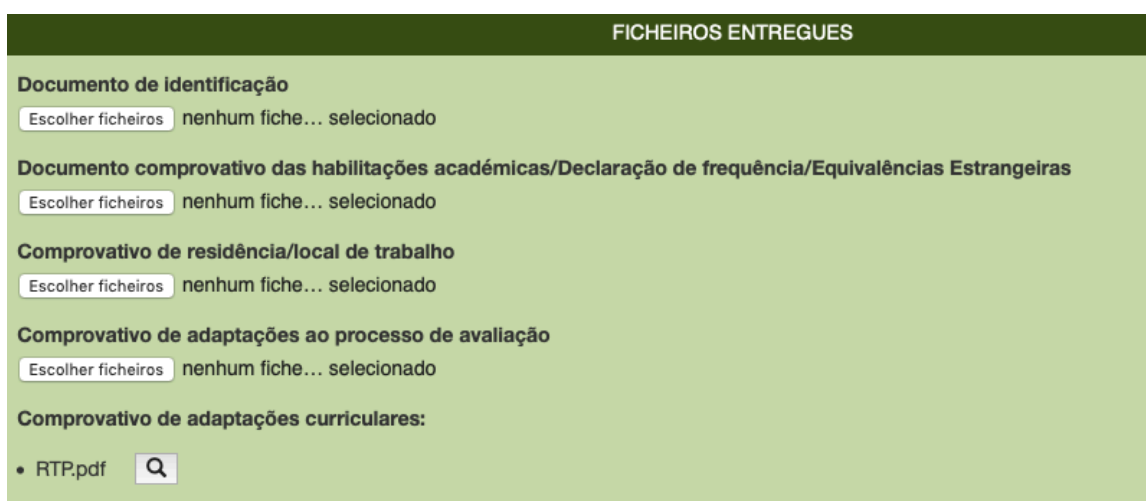 FICHEIROS ENTREGUES
Documento de identificação
Escolher ficheiros nenhum fiche… selecionado
Documento comprovativo das habilitações académicas/Declaração de frequência/Equivalências Estrangeiras
Escolher ficheiros nenhum fiche… selecionado
Comprovativo de residência/local de trabalho
Escolher ficheiros nenhum fiche… selecionado
Comprovativo de adaptações ao processo de avaliação
Escolher ficheiros nenhum fiche… selecionado
Comprovativo de adaptações curriculares:
• RTP.pdf